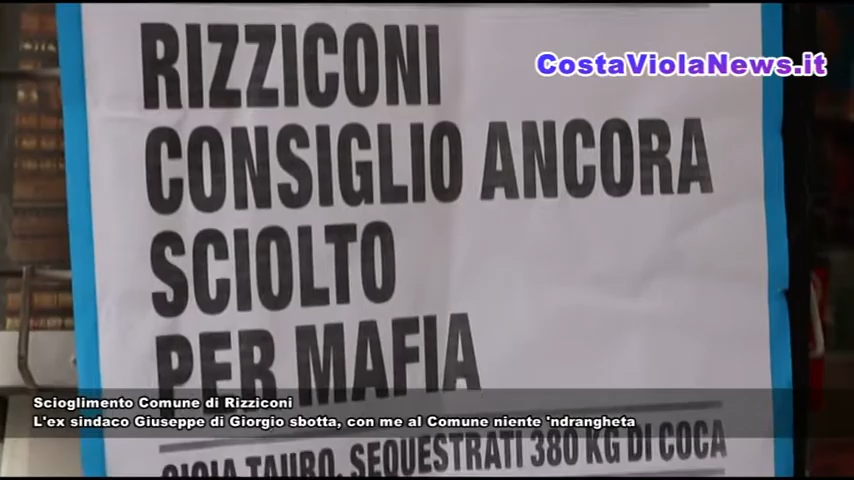 CostaViolaNews.it
RIZZICONI
CONSIGLIO ANCORA
SCIOLTO
PER MAFIA
Scioglimento Comune di Rizziconi
L'ex sindaco Giuseppe di Giorgio sbotta, con me al Comune niente 'ndrangheta
GIOIA TAURO, SEQUESTRATI 380 KG DI COCA